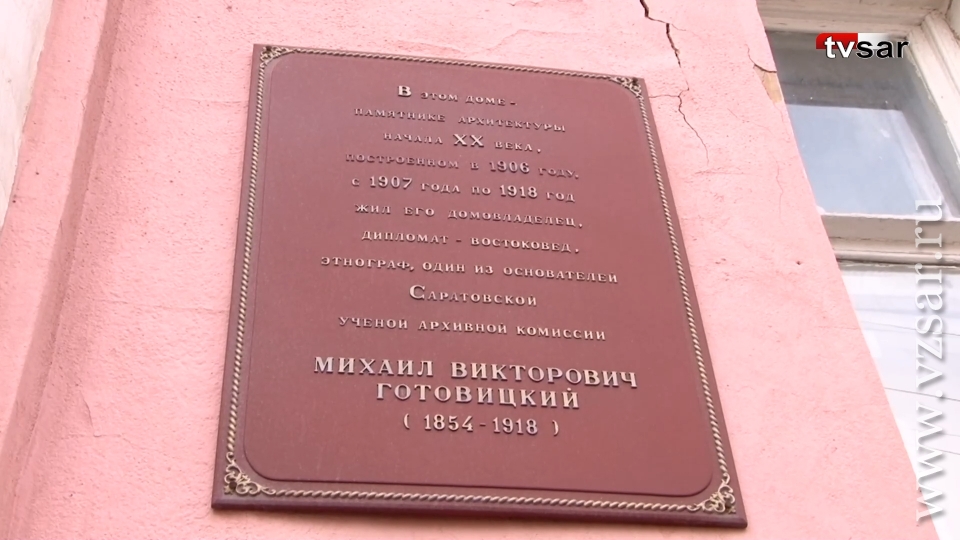 tvsar
В ЭТОМ ДОМЕ -
ПАМЯТНИКЕ АРХИТЕКТУРЫ
НАЧАЛА XX ВЕКА,
ПОСТРОЕННОМ В 1906 ГОДУ,
С 1907 ГОДА ПО 1918 ГОД
ЖИЛ ЕГО ДОМОВЛАДЕЛЕЦ,
ДИПЛОМАТ - ВОСТОКОВЕД,
ЭТНОГРАФ, ОДИН ИЗ ОСНОВАТЕЛЕЙ
САРАТОВСКОЙ
УЧЕНОЙ АРХИВНОЙ КОМИССИИ
МИХАИЛ ВИКТОРОВИЧ
ГОТОВИЦКИЙ
( 1854 - 1918 )
www.vzsar.ru